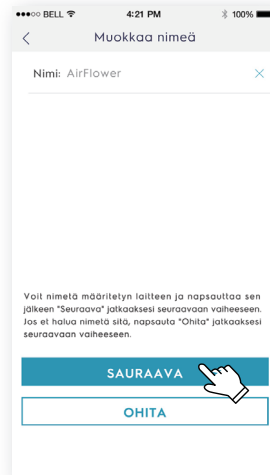 BELL 4:21 PM 100%
Muokkaa nimeä
Nimi: AirFlower
Voit nimetä määritetyn laitteen ja napsauttaa sen
jälkeen "Seuraava" jatkaaksesi seuraavaan vaiheeseen.
Jos et halua nimetä sitä, napsauta "Ohita" jatkaaksesi
seuraavaan vaiheeseen.
SAURAAVA
OHITA